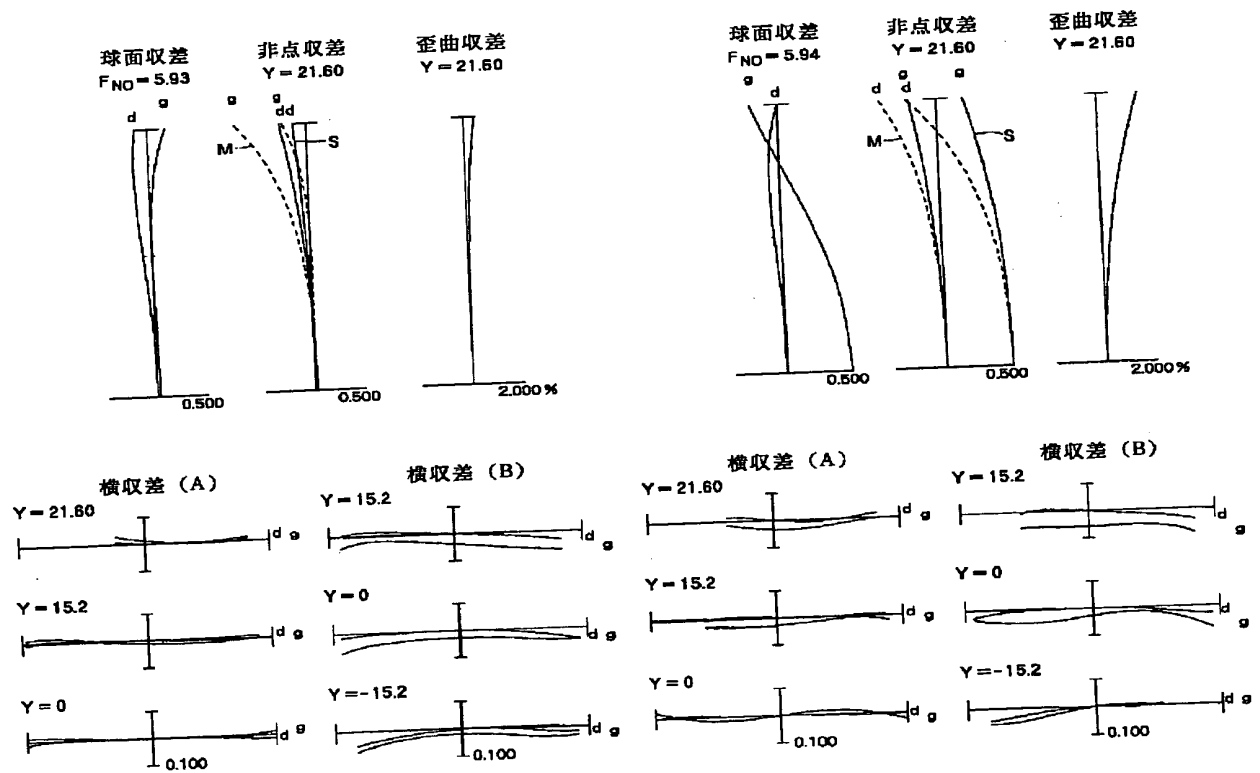 球面収差
F NO = 5.93
d g
非点収差
Y = 21.60
g g
dd
M
S
歪曲収差
Y = 21.60
0.500
0.500
2.000%
球面収差
F NO = 5.94
g d
非点収差
Y = 21.60
d g d g
M
S
歪曲収差
Y = 21.60
0.500
0.500
2.000%
横収差 (A)
Y = 21.60
d g
Y = 15.2
d g
Y = 0
d g
0.100
横収差 (B)
Y = 15.2
d g
Y = 0
d g
Y = -15.2
d g
0.100
横収差 (A)
Y = 21.60
d g
Y = 15.2
d g
Y = 0
d g
0.100
横収差 (B)
Y = 15.2
d g
Y = 0
d g
Y = -15.2
d g
0.100